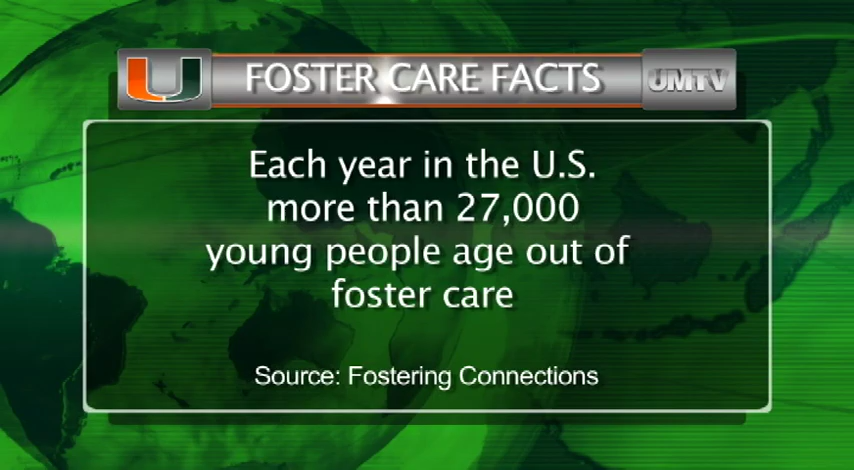 U FOSTER CARE FACTS UMTV
Each year in the U.S.
more than 27,000
young people age out of
foster care
Source: Fostering Connections